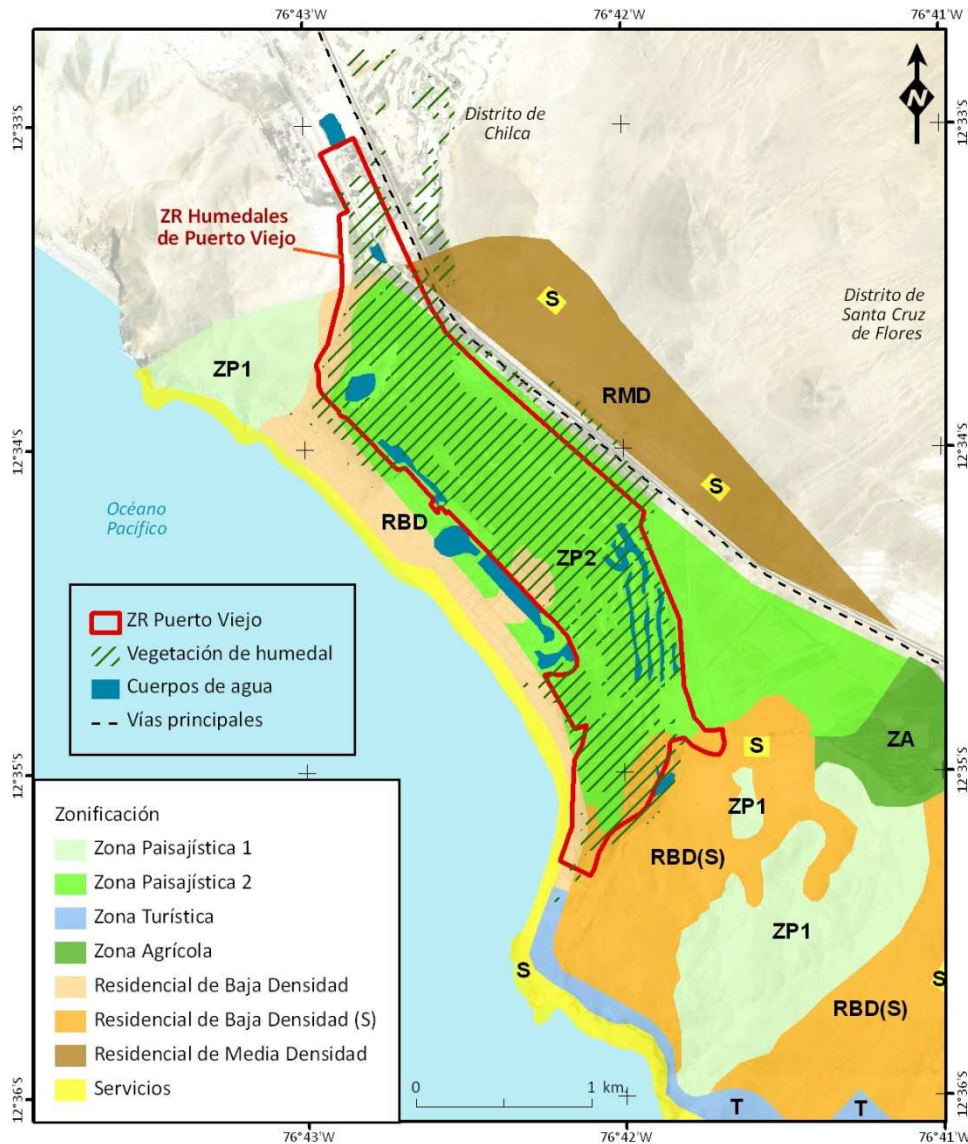 76°43'W
76°42'W
76°41'W
12°33'S
12°33'S
N
Distrito de
Chilca
ZR Humedales
de Puerto Viejo
S
Distrito de
Santa Cruz
de Flores
ZP1
RMD
12°34'S
12°34'S
S
Océano
Pacífico
RBD
ZP2
ZR Puerto Viejo
Vegetación de humedal
Cuerpos de agua
Vías principales
ZA
S
12°35'S
12°35'S
ZP1
RBD(S)
Zonificación
Zona Paisajística 1
Zona Paisajística 2
Zona Turística
Zona Agrícola
Residencial de Baja Densidad
Residencial de Baja Densidad (S)
Residencial de Media Densidad
Servicios
ZP1
S
S
RBD(S)
0
1 km.
12°36'S
12°36'S
T
T
76°43'W
76°42'W
76°41'W